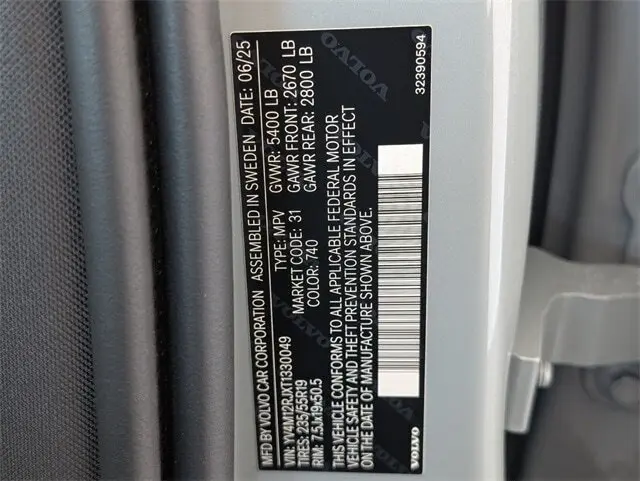 MFD BY VOLVO CAR CORPORATION ASSEMBLED IN SWEDEN DATE: 06/25
VIN: YV4M12RJXT1330049 TYPE: MPV GVWR: 5400 LB
TIRES: 235/55R19 MARKET CODE: 31 GAWR FRONT: 2670 LB
RIM: 7.5Jx19x50.5 COLOR: 740 GAWR REAR: 2800 LB
THIS VEHICLE CONFORMS TO ALL APPLICABLE FEDERAL MOTOR
VEHICLE SAFETY AND THEFT PREVENTION STANDARDS IN EFFECT
ON THE DATE OF MANUFACTURE SHOWN ABOVE.
VOLVO
32390594